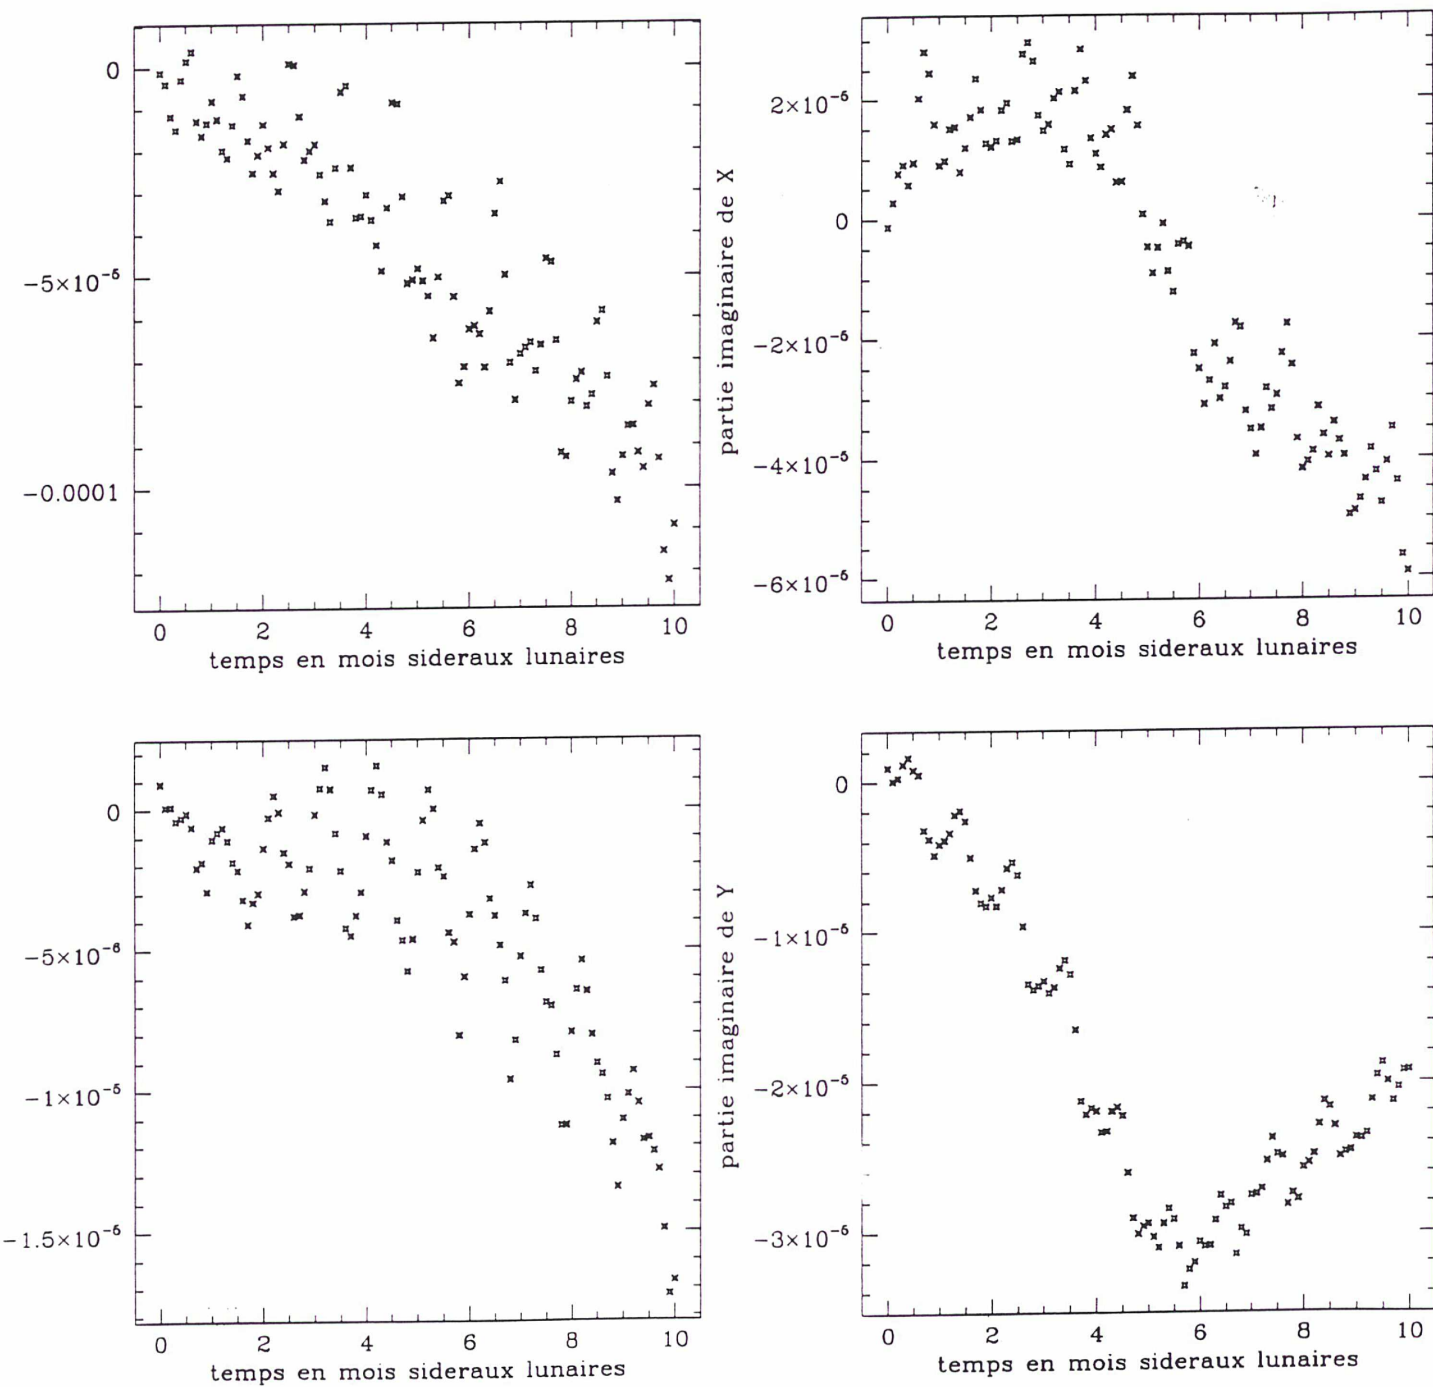 0
−5×10⁻⁵
−0.0001
0 2 4 6 8 10
temps en mois sideraux lunaires
partie imaginaire de X
2×10⁻⁵
0
−2×10⁻⁵
−4×10⁻⁵
−6×10⁻⁵
0 2 4 6 8 10
temps en mois sideraux lunaires
0
−5×10⁻⁶
−1×10⁻⁵
−1.5×10⁻⁵
0 2 4 6 8 10
temps en mois sideraux lunaires
partie imaginaire de Y
0
−1×10⁻⁵
−2×10⁻⁵
−3×10⁻⁵
0 2 4 6 8 10
temps en mois sideraux lunaires